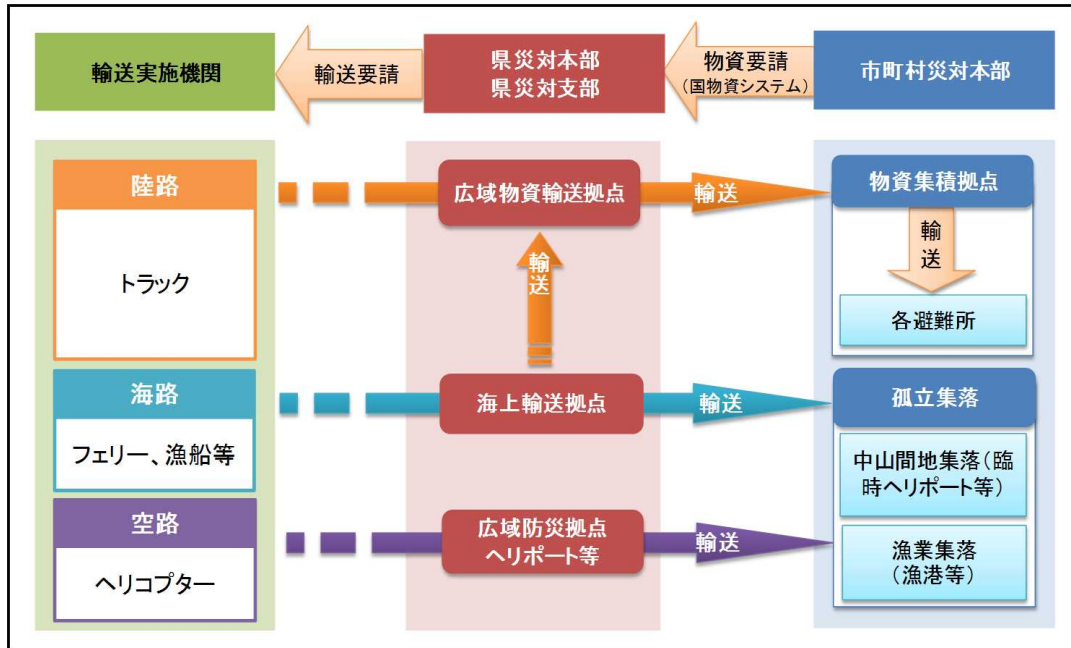 輸送実施機関
輸送要請
県災対本部
県災対支部
物資要請
(国物資システム)
市町村災対本部
陸路
トラック
広域物資輸送拠点
輸送
物資集積拠点
輸送
各避難所
輸送
海路
フェリー、漁船等
海上輸送拠点
輸送
孤立集落
中山間地集落(臨
時ヘリポート等)
空路
ヘリコプター
広域防災拠点
ヘリポート等
輸送
漁業集落
(漁港等)